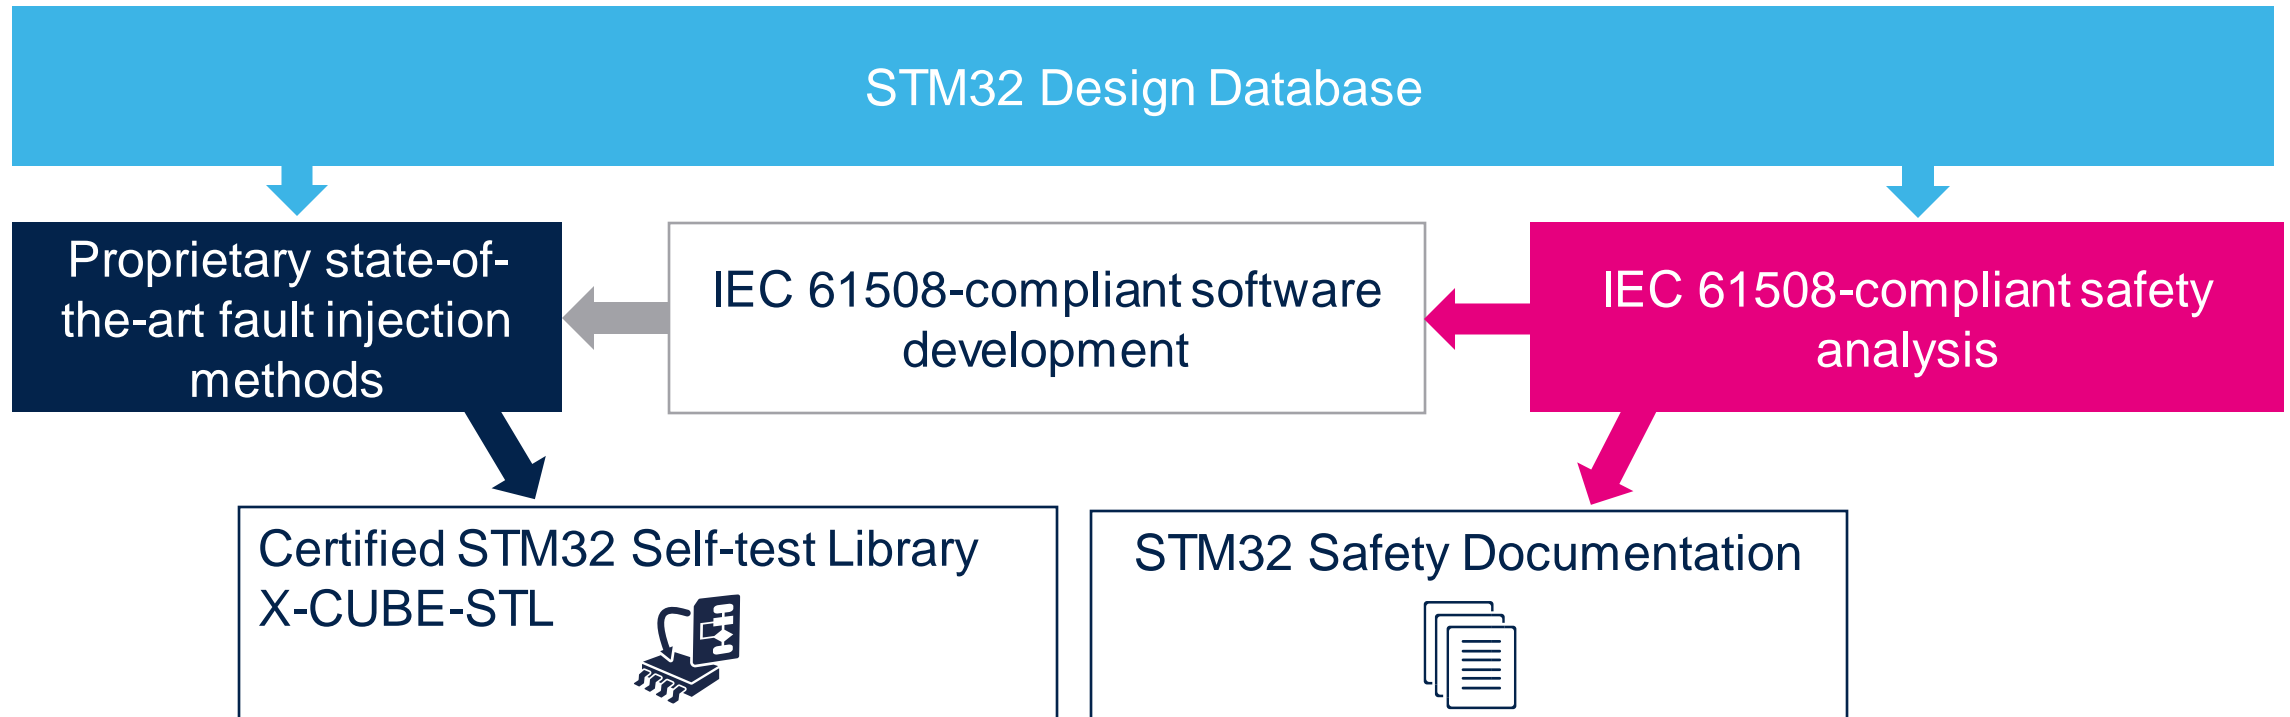 STM32 Design Database
Proprietary state-of-
the-art fault injection
methods
IEC 61508-compliant software
development
IEC 61508-compliant safety
analysis
Certified STM32 Self-test Library
X-CUBE-STL
STM32 Safety Documentation